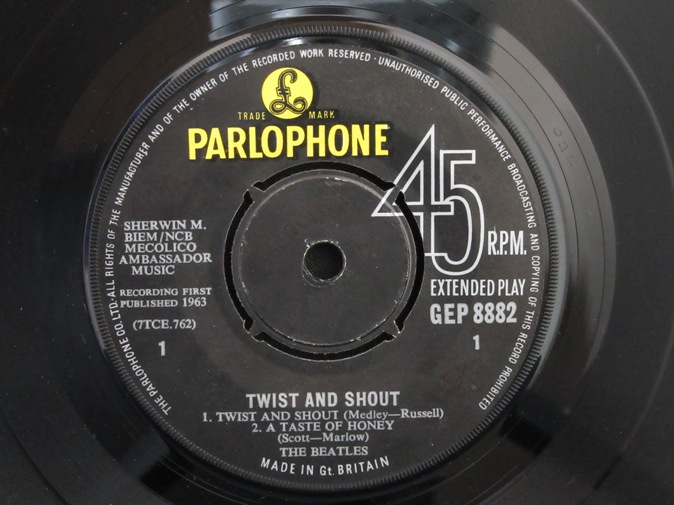 THE PARLOPHONE CO.LTD.·ALL RIGHTS OF THE MANUFACTURER AND OF THE OWNER OF THE RECORDED WORK RESERVED · UNAUTHORISED PUBLIC PERFORMANCE BROADCASTING AND COPYING OF THIS RECORD PROHIBITED
£
TRADE MARK
PARLOPHONE
45
R.P.M.
EXTENDED PLAY
GEP 8882
1
SHERWIN M.
BIEM/NCB
MECOLICO
AMBASSADOR
MUSIC
RECORDING FIRST
PUBLISHED 1963
(7TCE.762)
1
TWIST AND SHOUT
1. TWIST AND SHOUT (Medley—Russell)
2. A TASTE OF HONEY
(Scott—Marlow)
THE BEATLES
MADE IN Gt. BRITAIN